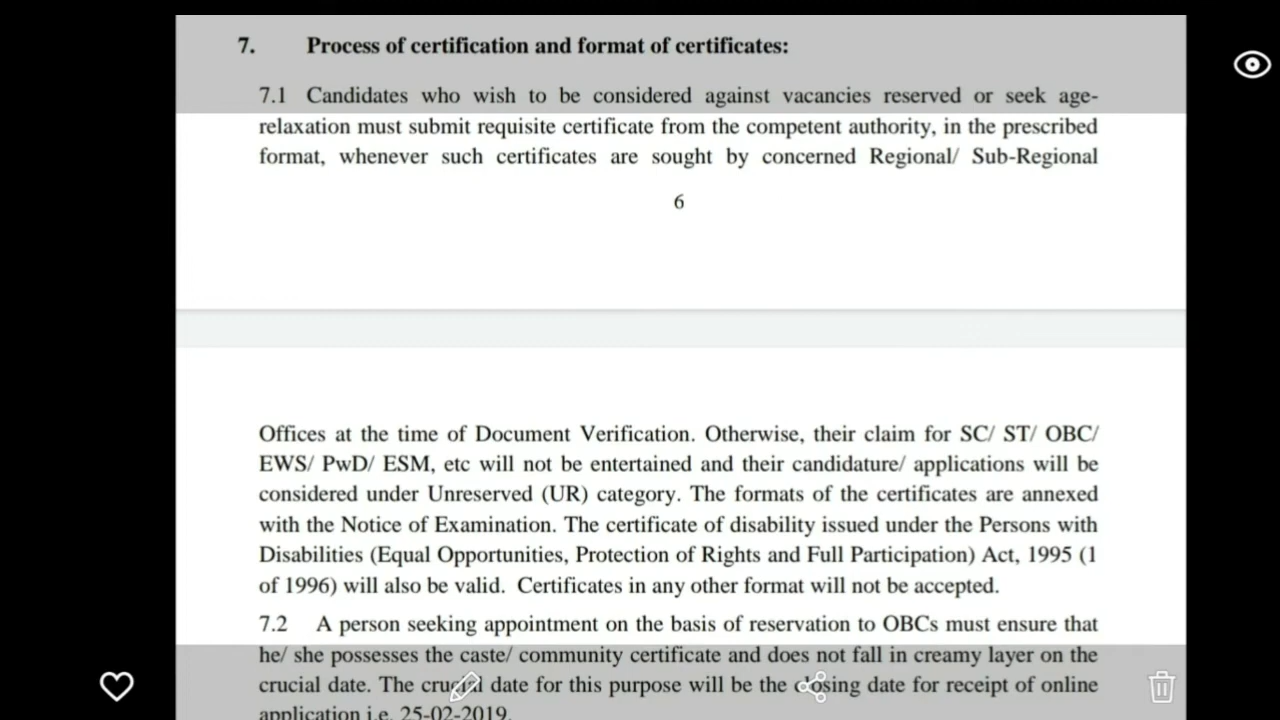 7. Process of certification and format of certificates:
7.1 Candidates who wish to be considered against vacancies reserved or seek age-
relaxation must submit requisite certificate from the competent authority, in the prescribed
format, whenever such certificates are sought by concerned Regional/ Sub-Regional
6
Offices at the time of Document Verification. Otherwise, their claim for SC/ ST/ OBC/
EWS/ PwD/ ESM, etc will not be entertained and their candidature/ applications will be
considered under Unreserved (UR) category. The formats of the certificates are annexed
with the Notice of Examination. The certificate of disability issued under the Persons with
Disabilities (Equal Opportunities, Protection of Rights and Full Participation) Act, 1995 (1
of 1996) will also be valid. Certificates in any other format will not be accepted.
7.2 A person seeking appointment on the basis of reservation to OBCs must ensure that
he/ she possesses the caste/ community certificate and does not fall in creamy layer on the
crucial date. The crucial date for this purpose will be the closing date for receipt of online
application i.e. 25-02-2019.